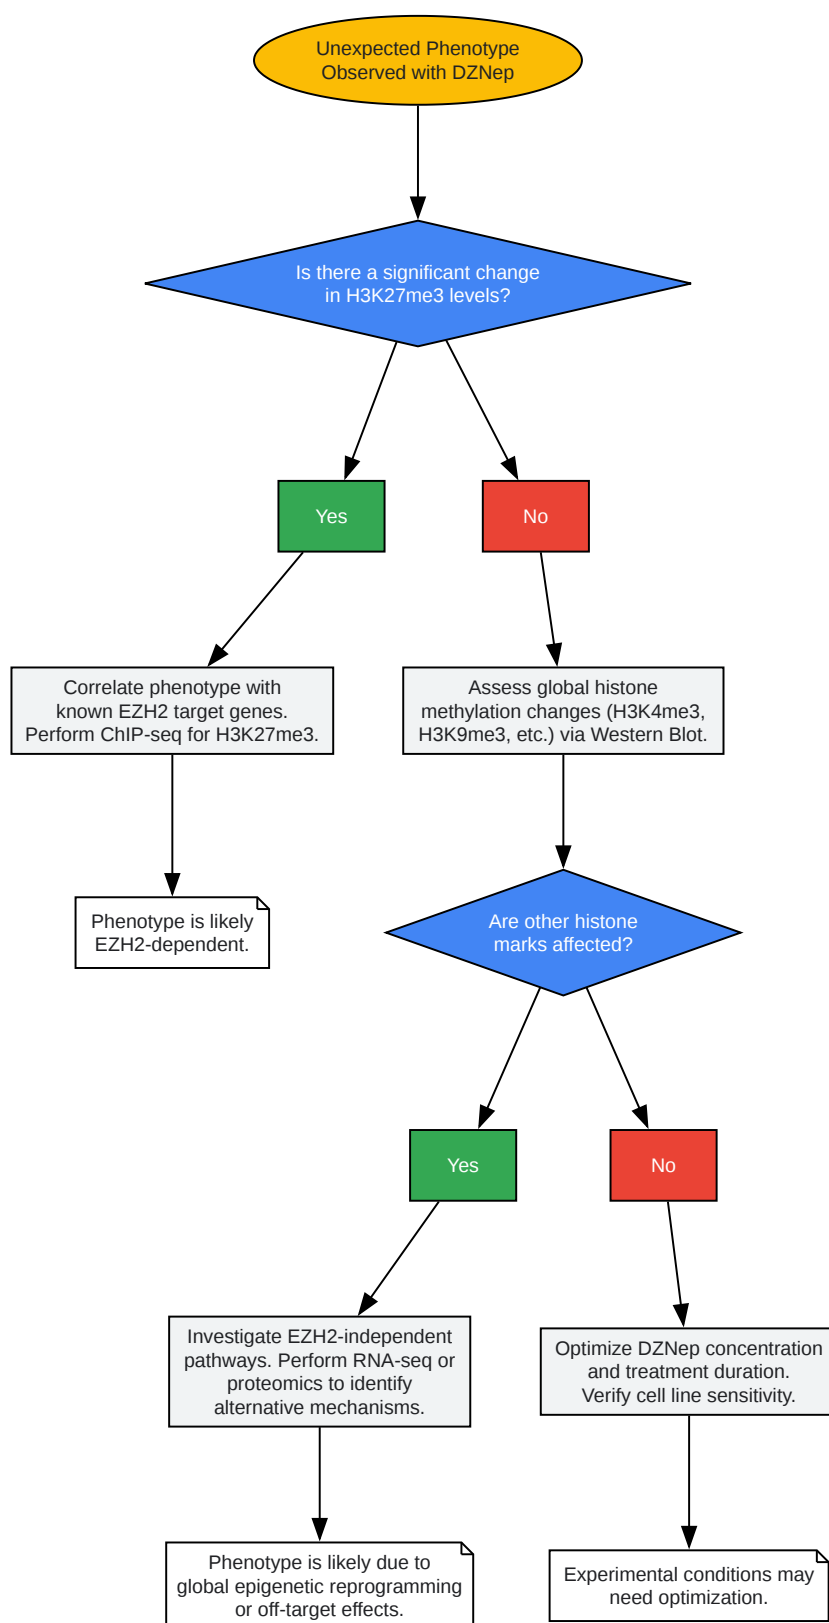 Unexpected Phenotype
Observed with DZNep
Is there a significant change
in H3K27me3 levels?
Yes
No
Correlate phenotype with
known EZH2 target genes.
Perform ChIP-seq for H3K27me3.
Assess global histone
methylation changes (H3K4me3,
H3K9me3, etc.) via Western Blot.
Phenotype is likely
EZH2-dependent.
Are other histone
marks affected?
Yes
No
Investigate EZH2-independent
pathways. Perform RNA-seq or
proteomics to identify
alternative mechanisms.
Optimize DZNep concentration
and treatment duration.
Verify cell line sensitivity.
Phenotype is likely due to
global epigenetic reprogramming
or off-target effects.
Experimental conditions may
need optimization.